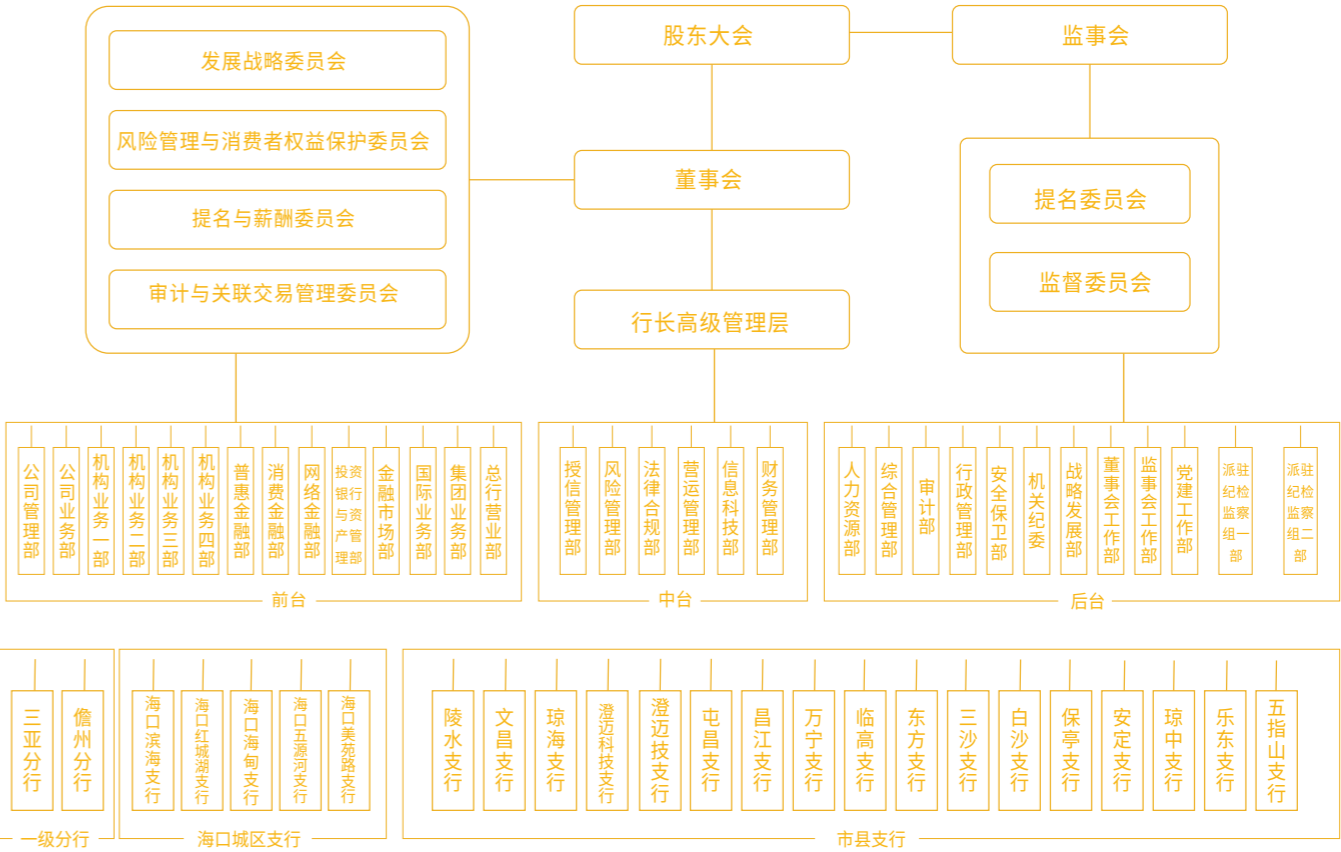 发展战略委员会
风险管理与消费者权益保护委员会
提名与薪酬委员会
审计与关联交易管理委员会
股东大会
监事会
董事会
行长高级管理层
提名委员会
监督委员会
公司管理部
公司业务部
机构业务一部
机构业务二部
机构业务三部
机构业务四部
普惠金融部
消费金融部
网络金融部
投资银行与资产管理部
金融市场部
国际业务部
集团业务部
总行营业部
前台
授信管理部
风险管理部
法律合规部
营运管理部
信息科技部
财务管理部
中台
人力资源部
综合管理部
审计部
行政管理部
安全保卫部
机关纪委
战略发展部
董事会工作部
监事会工作部
党建工作部
派驻纪检监察组一部
派驻纪检监察组二部
后台
三亚分行
儋州分行
一级分行
海口滨海支行
海口红城湖支行
海口海甸支行
海口五源河支行
海口美苑路支行
海口城区支行
陵水支行
文昌支行
琼海支行
澄迈科技支行
澄迈技支行
屯昌支行
昌江支行
万宁支行
临高支行
东方支行
三沙支行
白沙支行
保亭支行
安定支行
琼中支行
乐东支行
五指山支行
市县支行